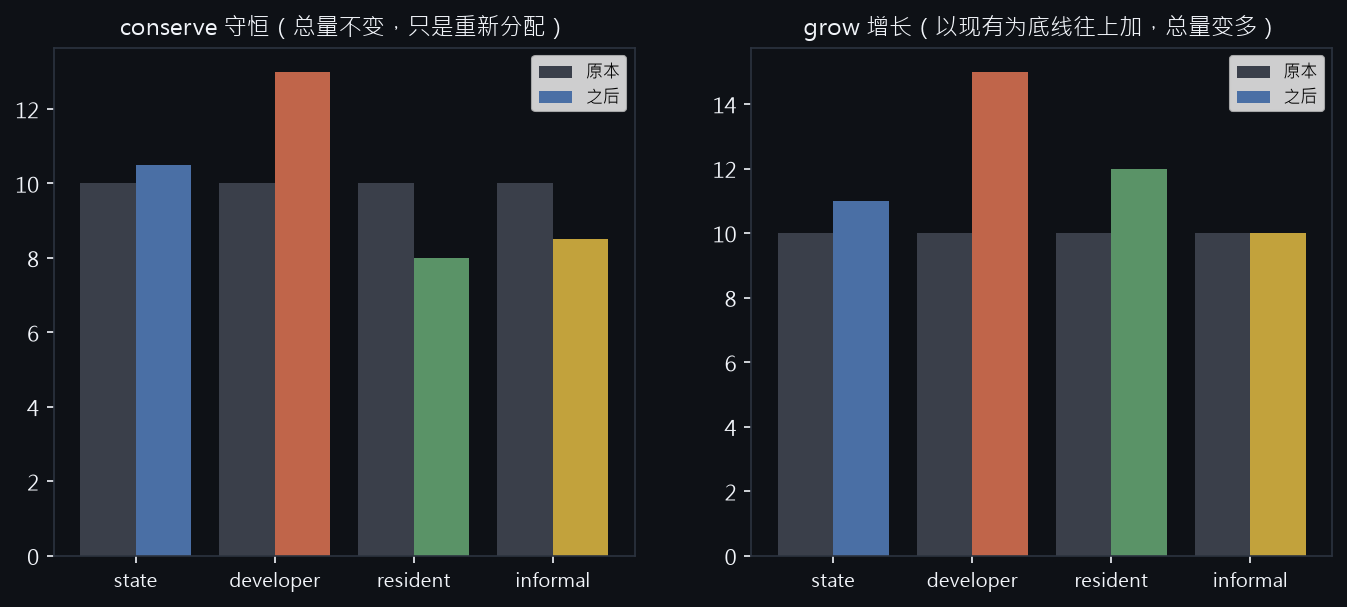 conserve 守恒（总量不变，只是重新分配）
原本
之后
12
10
8
6
4
2
0
state
developer
resident
informal
grow 增长（以现有为底线往上加，总量变多）
原本
之后
14
12
10
8
6
4
2
0
state
developer
resident
informal